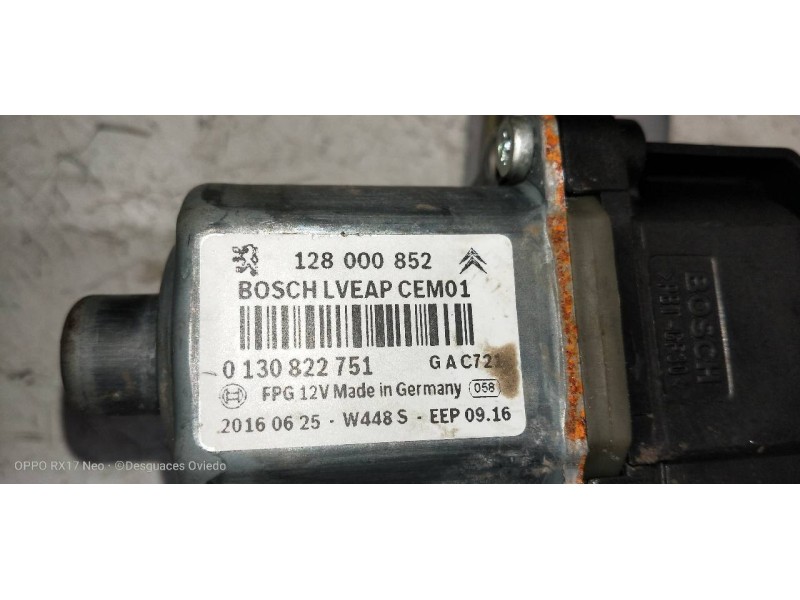 128 000 852
BOSCH LVEAP CEM01
0 130 822 751 G A C721
FPG 12V Made in Germany 058
2016 06 25 - W448 S - EEP 09.16
BOSCH
OPPO RX17 Neo · ©Desguaces Oviedo